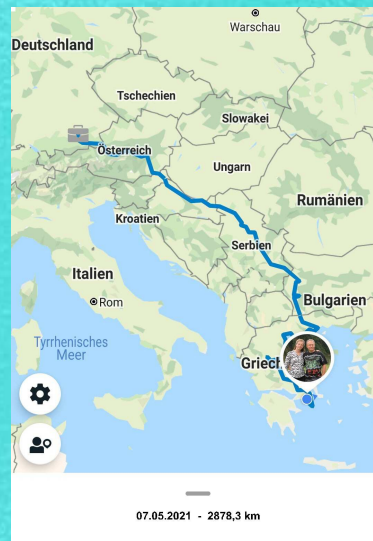 Warschau
Deutschland
Tschechien
Slowakei
Österreich
Ungarn
Rumänien
Kroatien
Serbien
Italien
Bulgarien
Rom
Tyrrhenisches
Meer
Griech
07.05.2021 - 2878,3 km